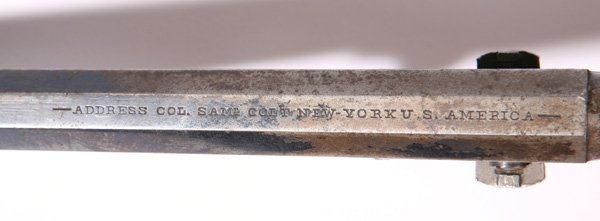 —ADDRESS COL. SAML COLT NEW-YORK U.S. AMERICA—